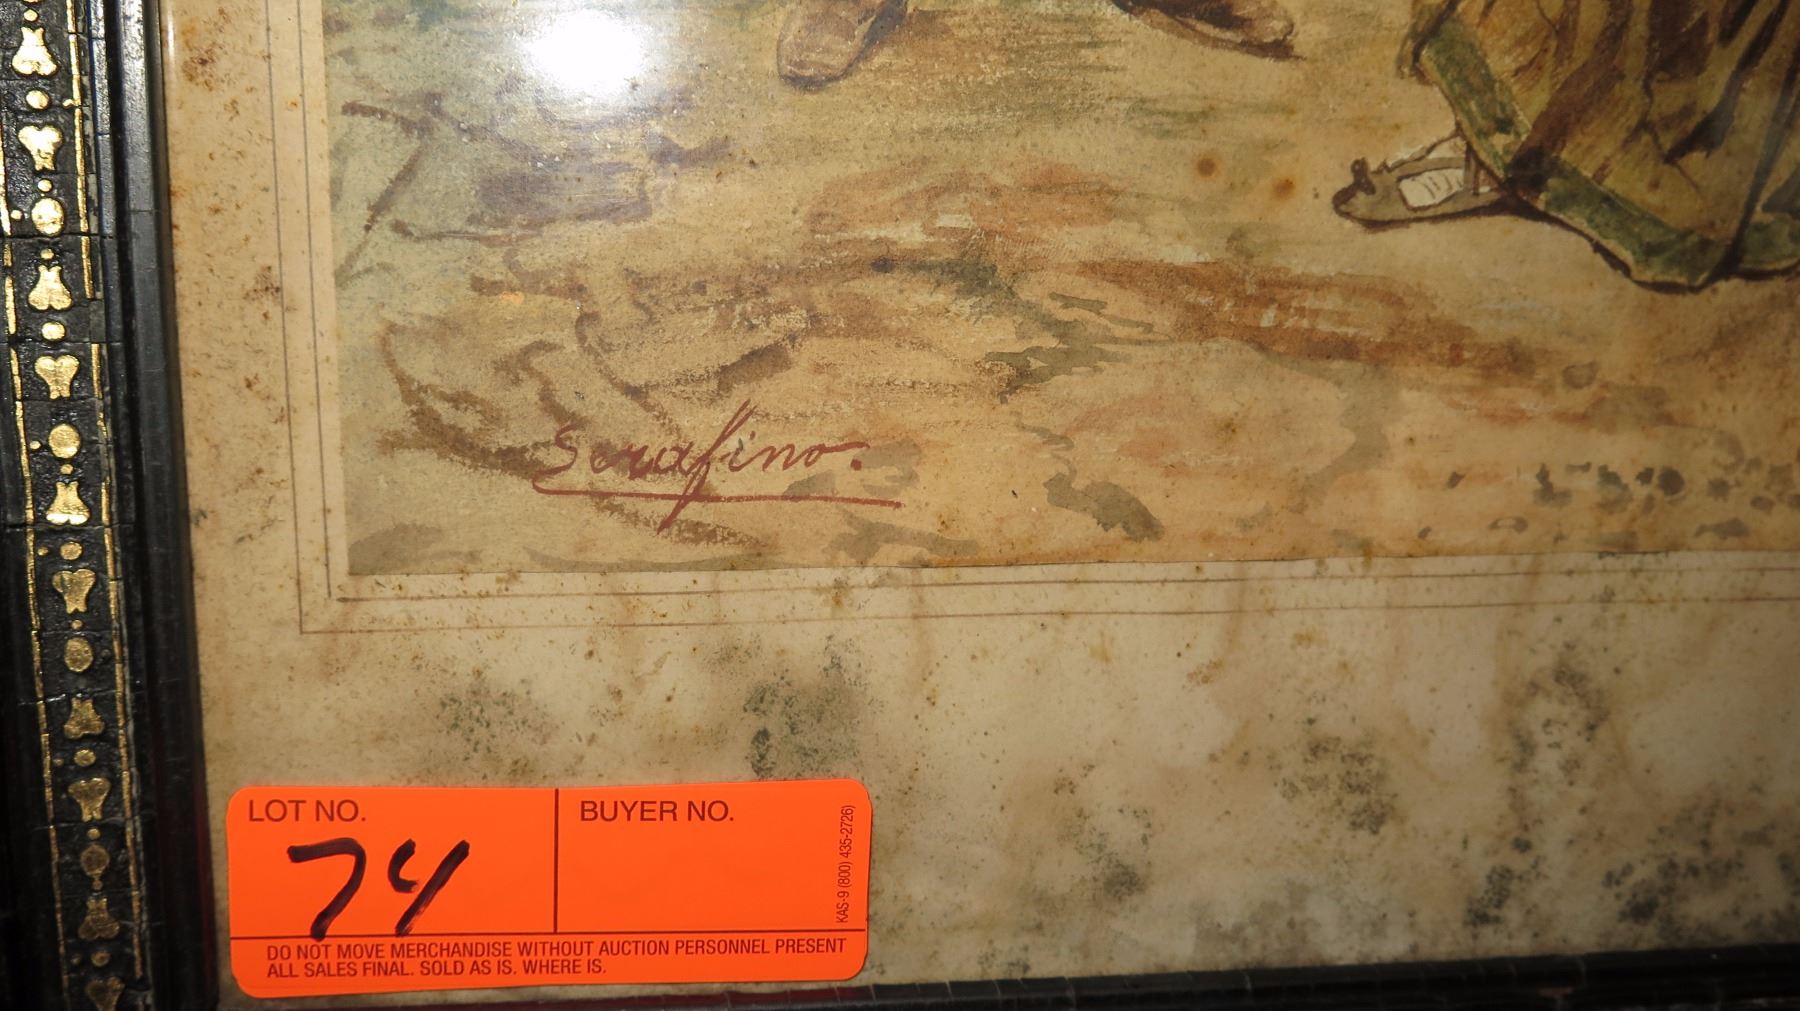 Serafino.
LOT NO.
74
BUYER NO.
KAS-9 (800) 435-2726)
DO NOT MOVE MERCHANDISE WITHOUT AUCTION PERSONNEL PRESENT
ALL SALES FINAL. SOLD AS IS. WHERE IS.